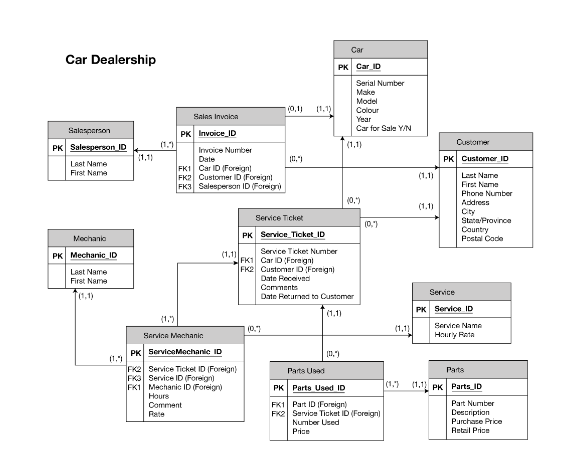 Car Dealership
Car
PK Car_ID
Serial Number
Make
Model
Colour
Year
Car for Sale Y/N
(0,1) (1,1)
Sales Invoice
PK Invoice_ID
Invoice Number
Date
FK1 Car ID (Foreign)
FK2 Customer ID (Foreign)
FK3 Salesperson ID (Foreign)
Salesperson
PK Salesperson_ID
Last Name
First Name
(1,*)
(1,1)
(0,*)
(1,1)
(1,1)
Customer
PK Customer_ID
Last Name
First Name
Phone Number
Address
City
State/Province
Country
Postal Code
(0,*)
(1,1)
(0,*)
Service Ticket
PK Service_Ticket_ID
Service Ticket Number
FK1 Car ID (Foreign)
FK2 Customer ID (Foreign)
Date Received
Comments
Date Returned to Customer
Mechanic
PK Mechanic_ID
Last Name
First Name
(1,1)
(1,1)
(1,*)
(1,1)
Service
PK Service_ID
Service Name
Hourly Rate
(0,*)
(1,1)
Service Mechanic
PK ServiceMechanic_ID
FK2 Service Ticket ID (Foreign)
FK3 Service ID (Foreign)
FK1 Mechanic ID (Foreign)
Hours
Comment
Rate
(1,*)
(0,*)
Parts Used
PK Parts_Used_ID
FK1 Part ID (Foreign)
FK2 Service Ticket ID (Foreign)
Number Used
Price
(1,*) (1,1)
Parts
PK Parts_ID
Part Number
Description
Purchase Price
Retail Price